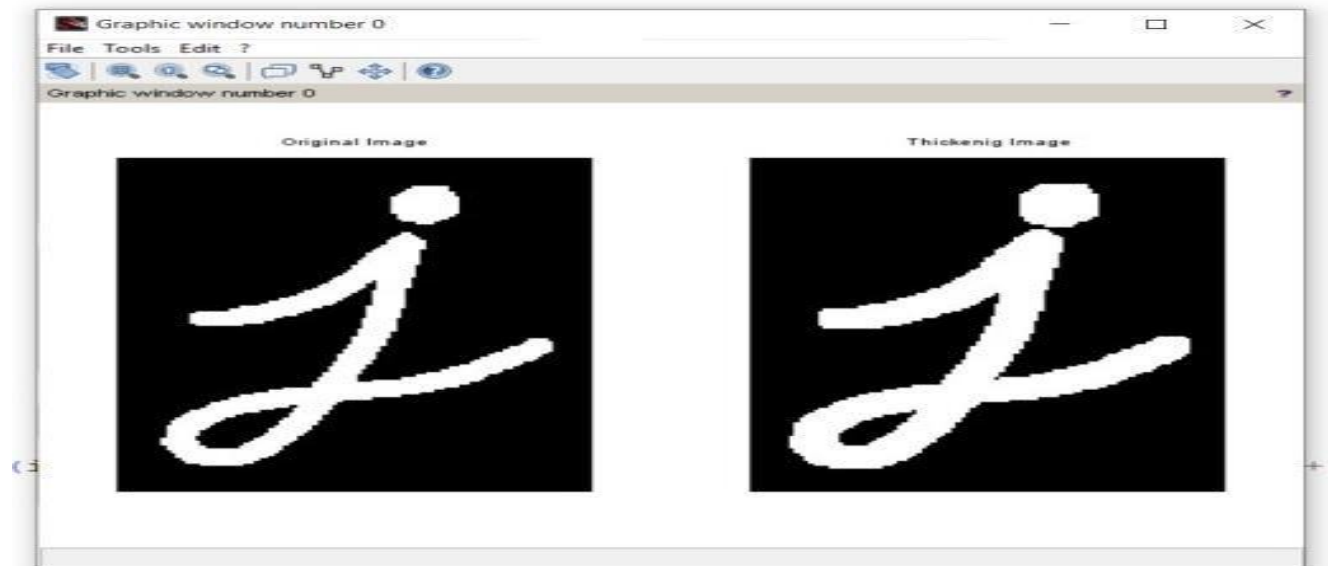 Graphic window number 0
File Tools Edit ?
Graphic window number 0 ?
Original Image Thickenig Image
j j
(i +